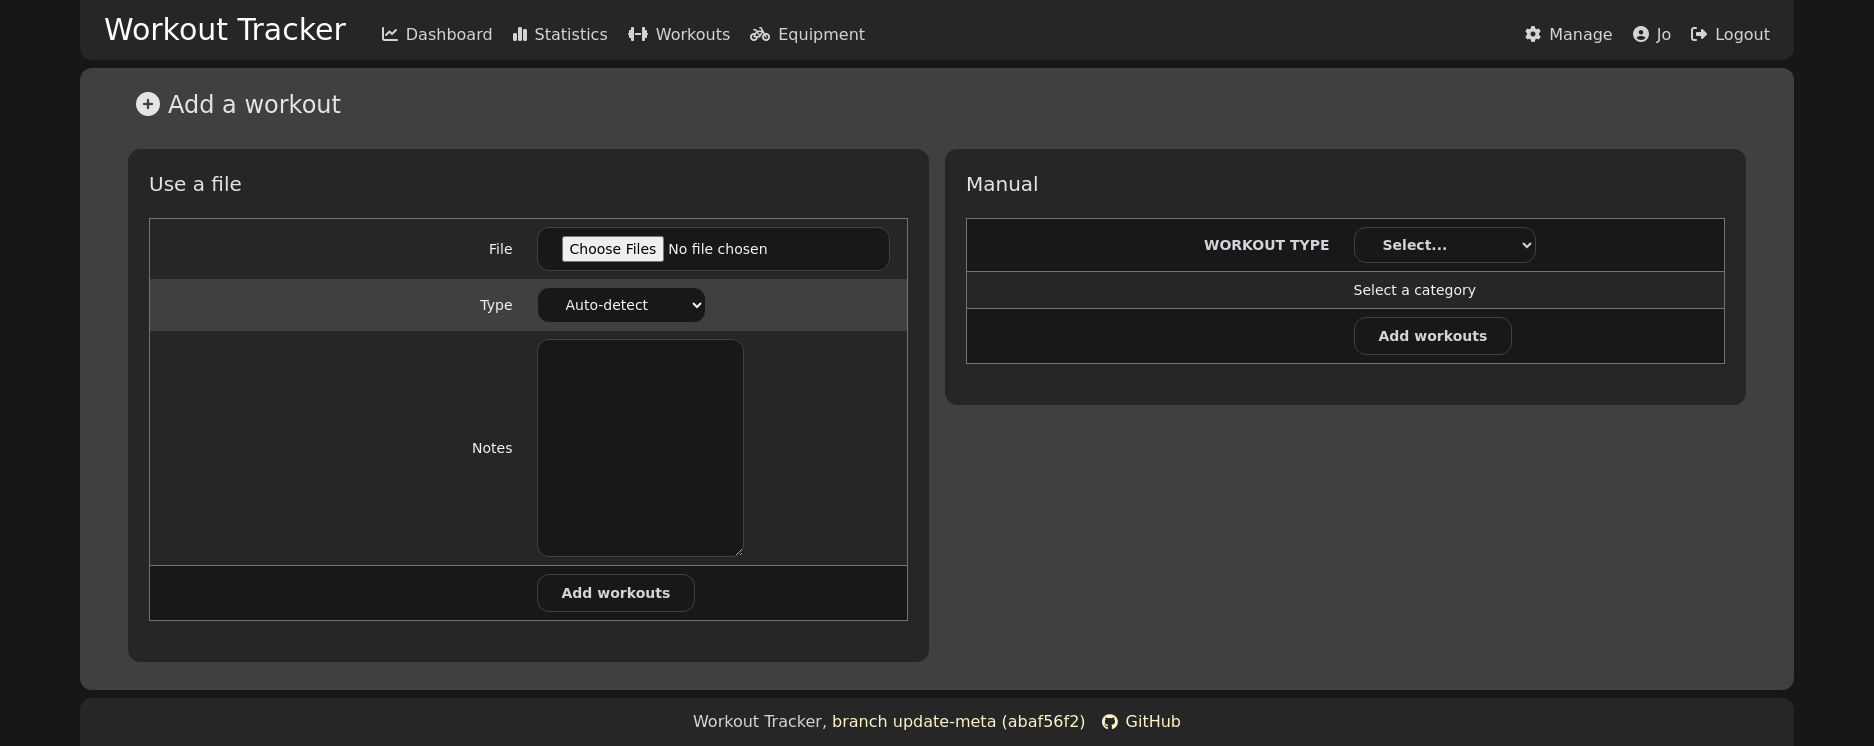 Workout Tracker Dashboard Statistics Workouts Equipment Manage Jo Logout
Add a workout
Use a file
File Choose Files No file chosen
Type Auto-detect
Notes
Add workouts
Manual
WORKOUT TYPE Select...
Select a category
Add workouts
Workout Tracker, branch update-meta (abaf56f2) GitHub